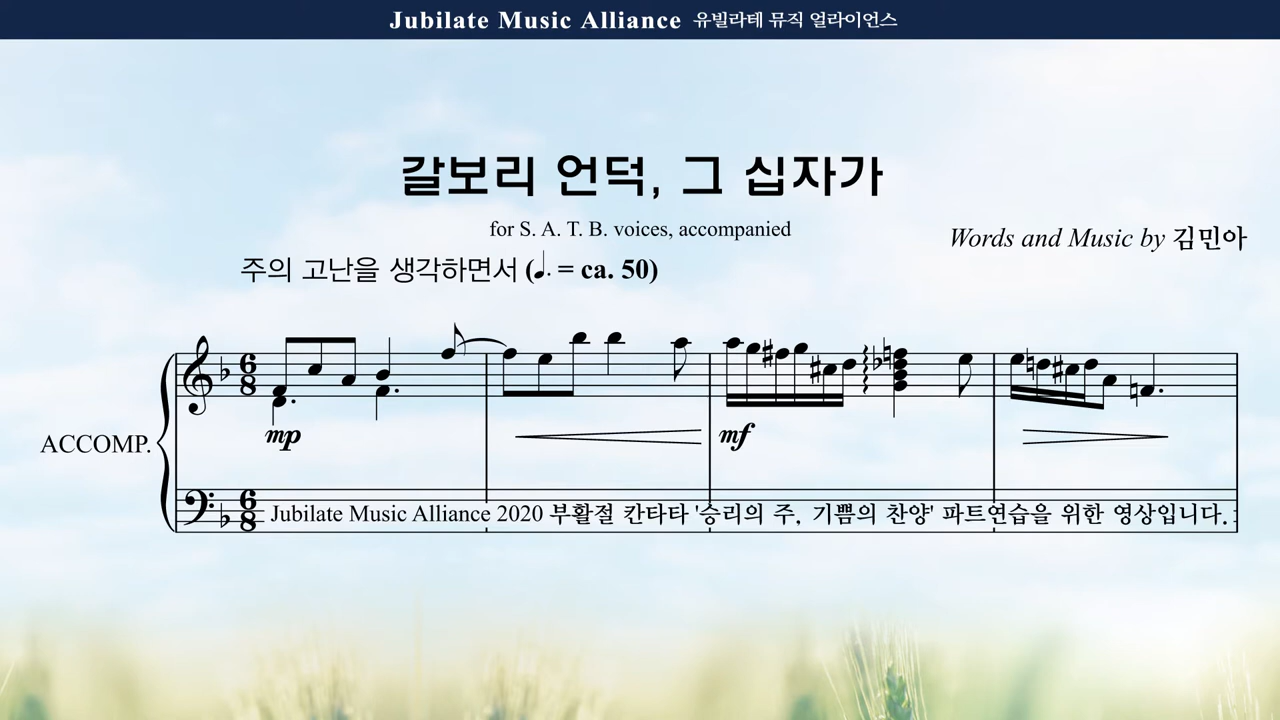 Jubilate Music Alliance 유빌라테 뮤직 얼라이언스
갈보리 언덕, 그 십자가
for S. A. T. B. voices, accompanied
Words and Music by 김민아
주의 고난을 생각하면서 (♩. = ca. 50)
6 8
mp
mf
ACCOMP.
6 8
Jubilate Music Alliance 2020 부활절 칸타타 '승리의 주, 기쁨의 찬양' 파트연습을 위한 영상입니다.